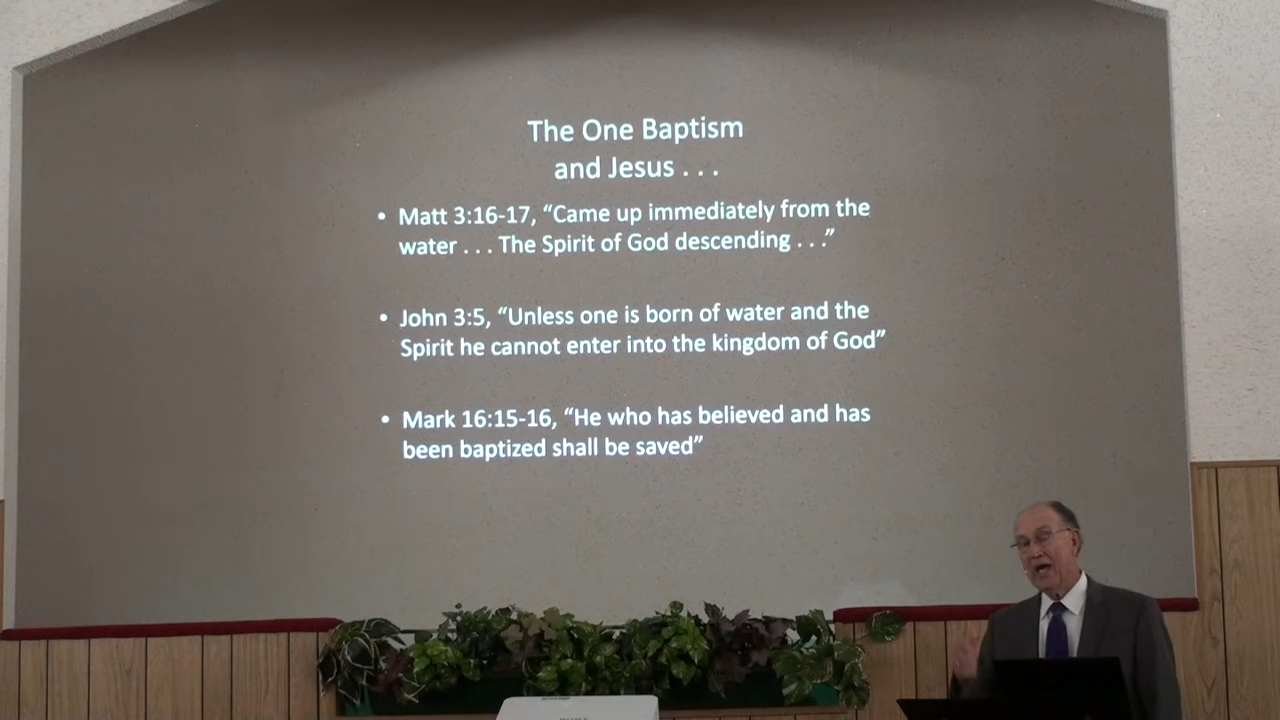 The One Baptism
and Jesus . . .
• Matt 3:16-17, “Came up immediately from the
water . . . The Spirit of God descending . . .”
• John 3:5, “Unless one is born of water and the
Spirit he cannot enter into the kingdom of God”
• Mark 16:15-16, “He who has believed and has
been baptized shall be saved”